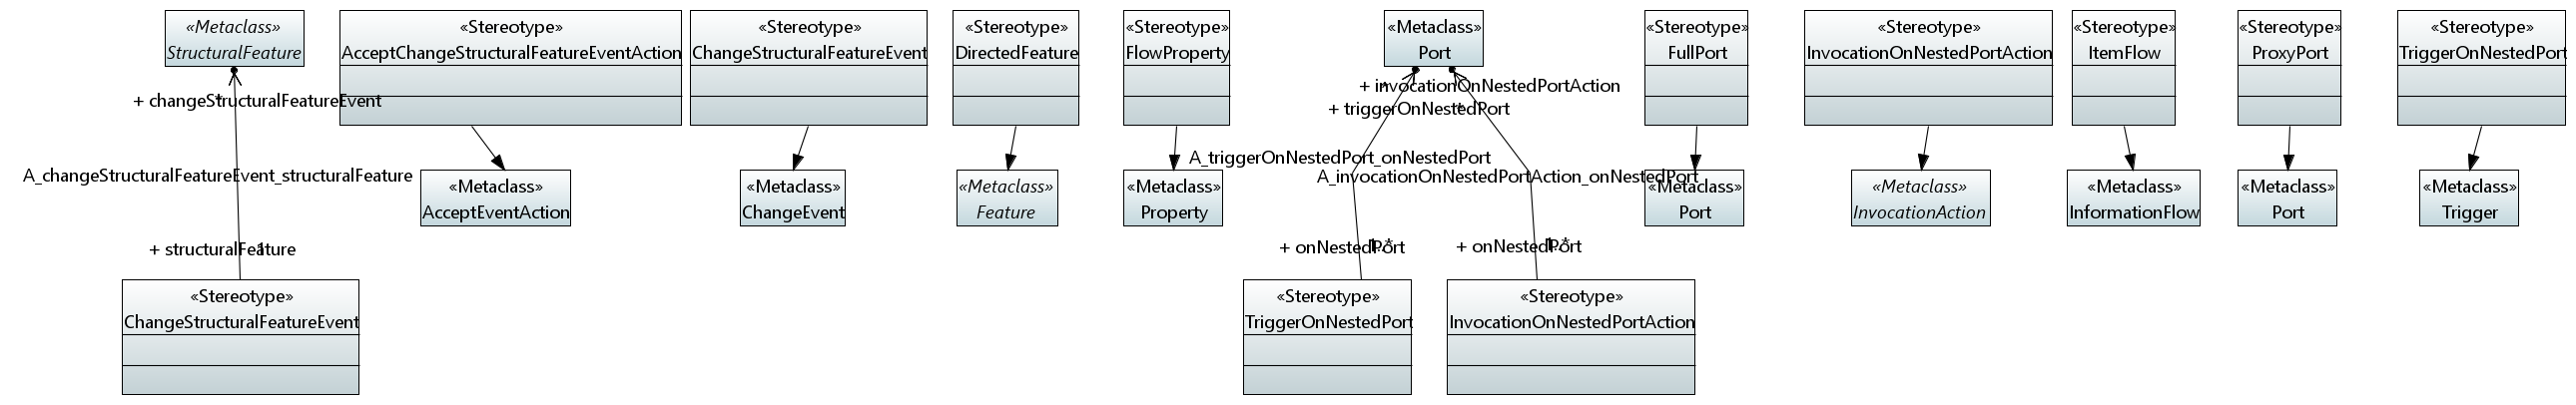 «Metaclass»
StructuralFeature
«Stereotype»
AcceptChangeStructuralFeatureEventAction
«Stereotype»
ChangeStructuralFeatureEvent
«Stereotype»
DirectedFeature
«Stereotype»
FlowProperty
«Metaclass»
Port
«Stereotype»
FullPort
«Stereotype»
InvocationOnNestedPortAction
«Stereotype»
ItemFlow
«Stereotype»
ProxyPort
«Stereotype»
TriggerOnNestedPort
+ invocationOnNestedPortAction
+ changeStructuralFeatureEvent
+ triggerOnNestedPort
*
A_triggerOnNestedPort_onNestedPort
A_changeStructuralFeatureEvent_structuralFeature
A_invocationOnNestedPortAction_onNestedPort
«Metaclass»
AcceptEventAction
«Metaclass»
ChangeEvent
«Metaclass»
Feature
«Metaclass»
Property
«Metaclass»
Port
«Metaclass»
InvocationAction
«Metaclass»
InformationFlow
«Metaclass»
Port
«Metaclass»
Trigger
+ structuralFeature
1
+ onNestedPort
1..*
+ onNestedPort
1..*
«Stereotype»
ChangeStructuralFeatureEvent
«Stereotype»
TriggerOnNestedPort
«Stereotype»
InvocationOnNestedPortAction